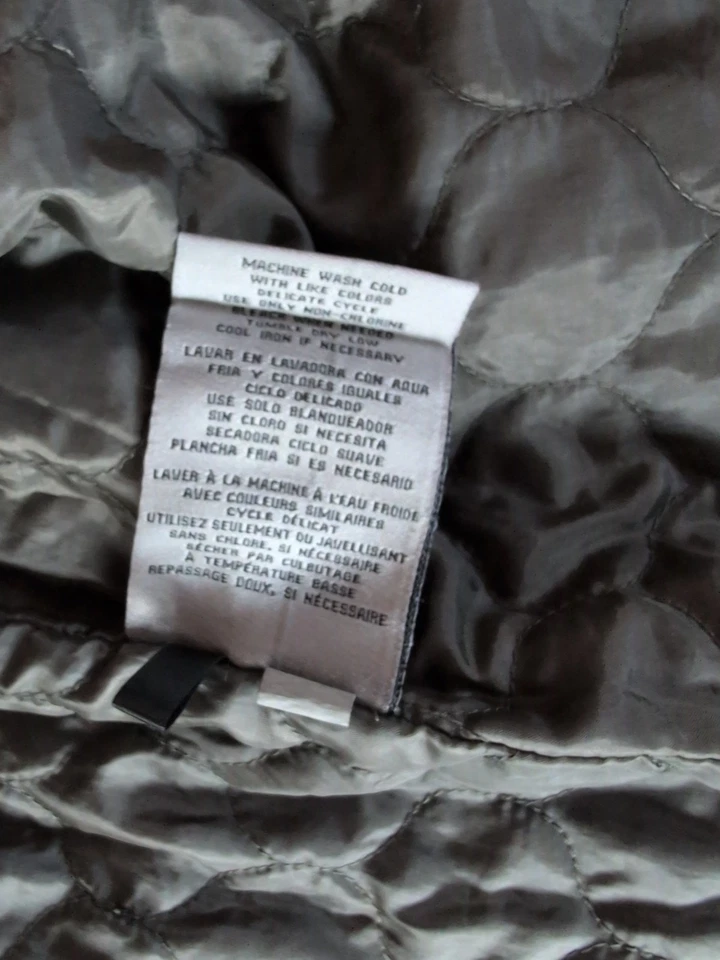 MACHINE WASH COLD
WITH LIKE COLORS
DELICATE CYCLE
USE ONLY NON-CHLORINE
BLEACH WHEN NEEDED
TUMBLE DRY LOW
COOL IRON IF NECESSARY
LAVAR EN LAVADORA CON AGUA
FRIA Y COLORES IGUALES
CICLO DELICADO
USE SOLO BLANQUEADOR
SIN CLORO SI NECESITA
SECADORA CICLO SUAVE
PLANCHA FRIA SI ES NECESARIO
LAVER À LA MACHINE À L'EAU FROIDE
AVEC COULEURS SIMILAIRES
CYCLE DÉLICAT
UTILISEZ SEULEMENT DU JAVELLISANT
SANS CHLORE, SI NÉCESSAIRE
SÉCHER PAR CULBUTAGE
À TEMPÉRATURE BASSE
REPASSAGE DOUX, SI NÉCESSAIRE